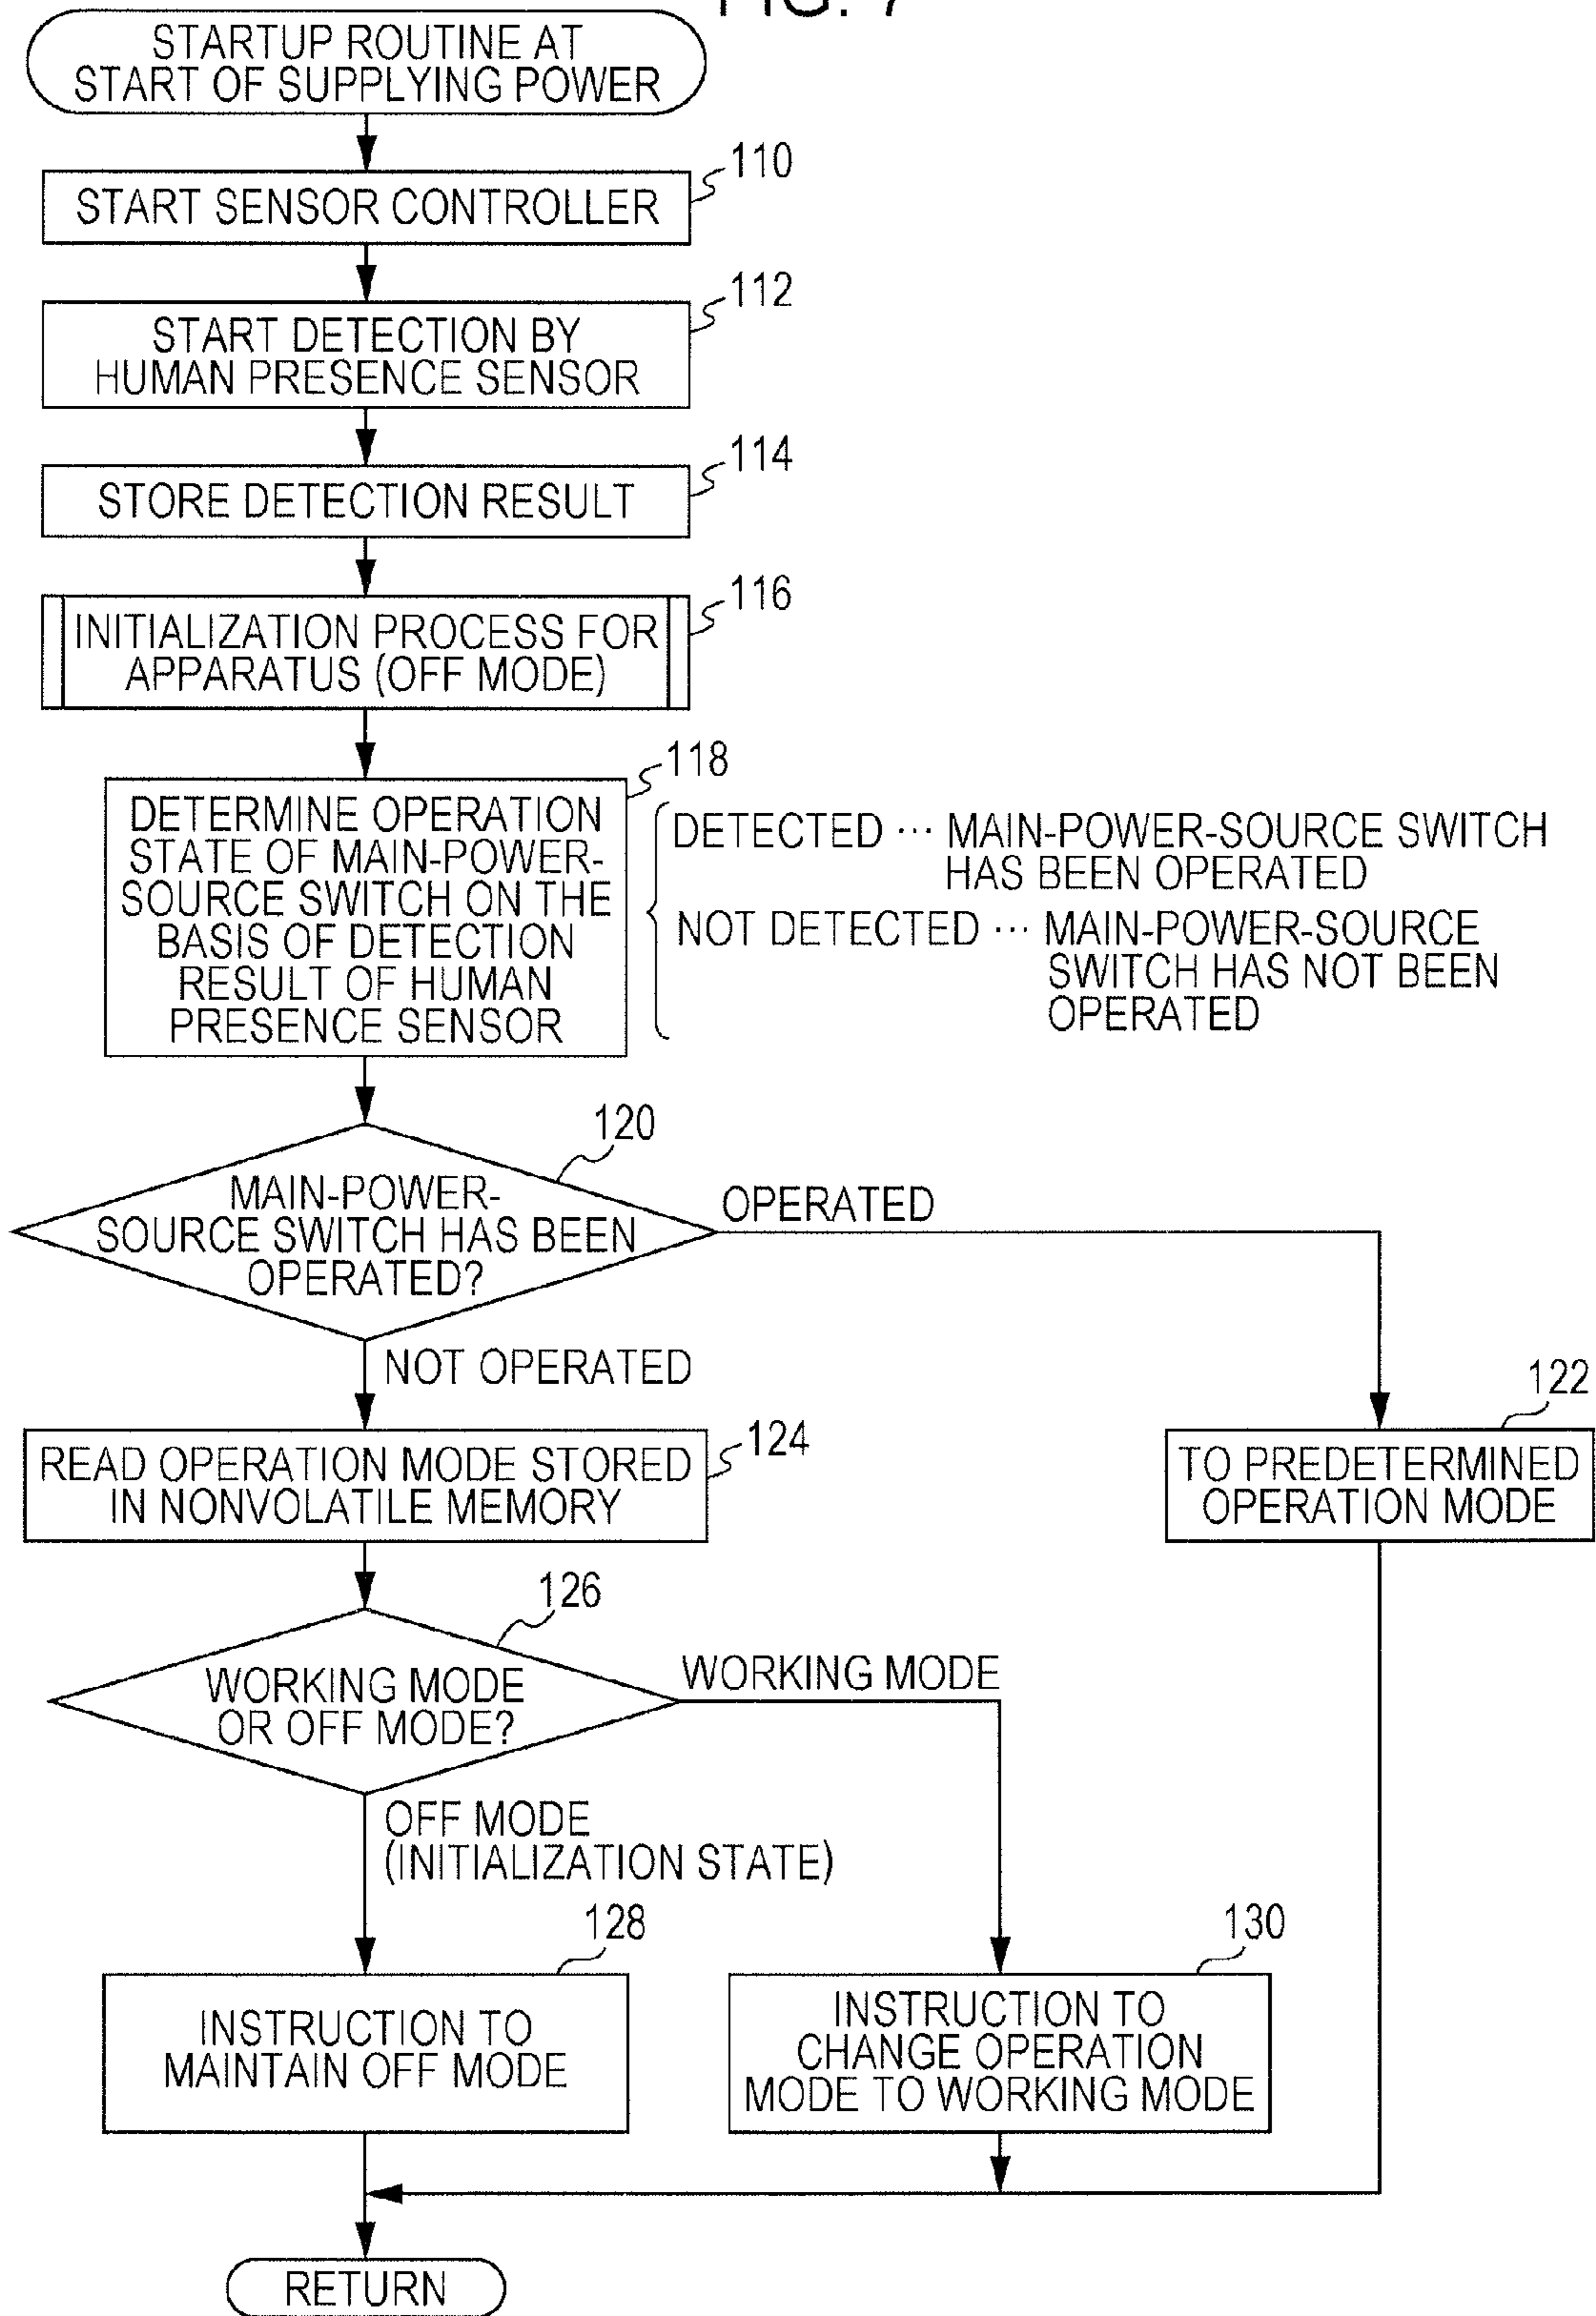 FIG. 7
STARTUP ROUTINE AT
START OF SUPPLYING POWER
110
START SENSOR CONTROLLER
112
START DETECTION BY
HUMAN PRESENCE SENSOR
114
STORE DETECTION RESULT
116
INITIALIZATION PROCESS FOR
APPARATUS (OFF MODE)
118
DETERMINE OPERATION
STATE OF MAIN-POWER-
SOURCE SWITCH ON THE
BASIS OF DETECTION
RESULT OF HUMAN
PRESENCE SENSOR
DETECTED ··· MAIN-POWER-SOURCE SWITCH
HAS BEEN OPERATED
NOT DETECTED ··· MAIN-POWER-SOURCE
SWITCH HAS NOT BEEN
OPERATED
120
MAIN-POWER-
SOURCE SWITCH HAS BEEN
OPERATED?
OPERATED
NOT OPERATED
122
TO PREDETERMINED
OPERATION MODE
124
READ OPERATION MODE STORED
IN NONVOLATILE MEMORY
126
WORKING MODE
OR OFF MODE?
WORKING MODE
OFF MODE
(INITIALIZATION STATE)
128
INSTRUCTION TO
MAINTAIN OFF MODE
130
INSTRUCTION TO
CHANGE OPERATION
MODE TO WORKING MODE
RETURN